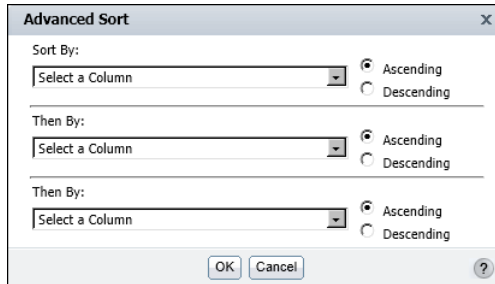 Advanced Sort x
Sort By:
Select a Column
Ascending
Descending
Then By:
Select a Column
Ascending
Descending
Then By:
Select a Column
Ascending
Descending
OK Cancel ?